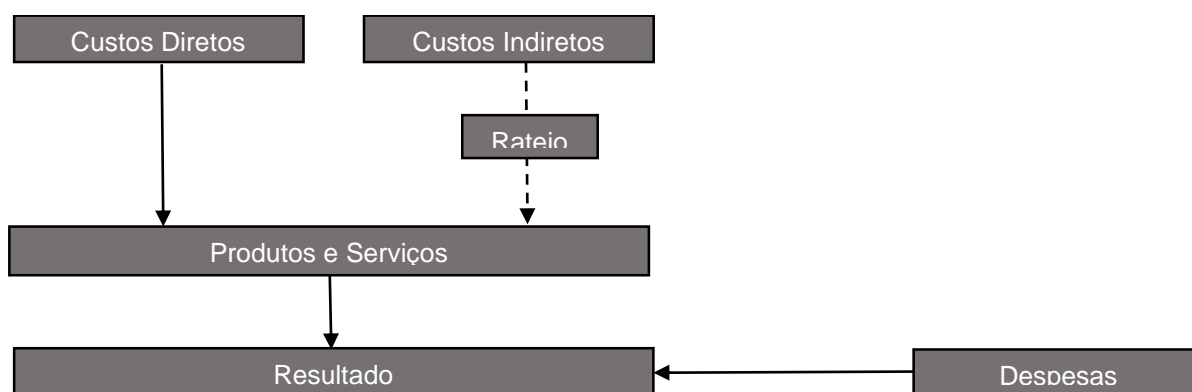 Custos Diretos
Custos Indiretos
Rateio
Produtos e Serviços
Resultado
Despesas